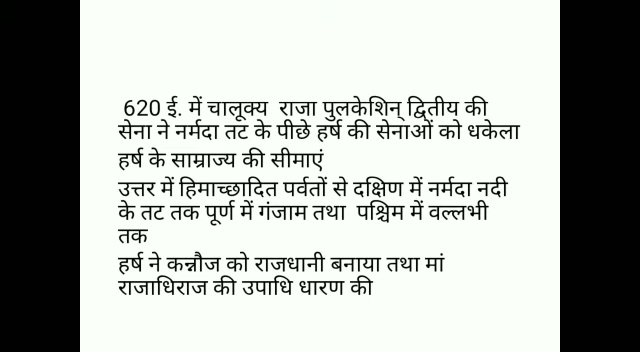 620 ई. में चालूक्य  राजा पुलकेशिन् द्वितीय की
सेना ने नर्मदा तट के पीछे हर्ष की सेनाओं को धकेला
हर्ष के साम्राज्य की सीमाएं
उत्तर में हिमाच्छादित पर्वतों से दक्षिण में नर्मदा नदी
के तट तक पूर्ण में गंजाम तथा  पश्चिम में वल्लभी
तक
हर्ष ने कन्नौज को राजधानी बनाया तथा मां
राजाधिराज की उपाधि धारण की